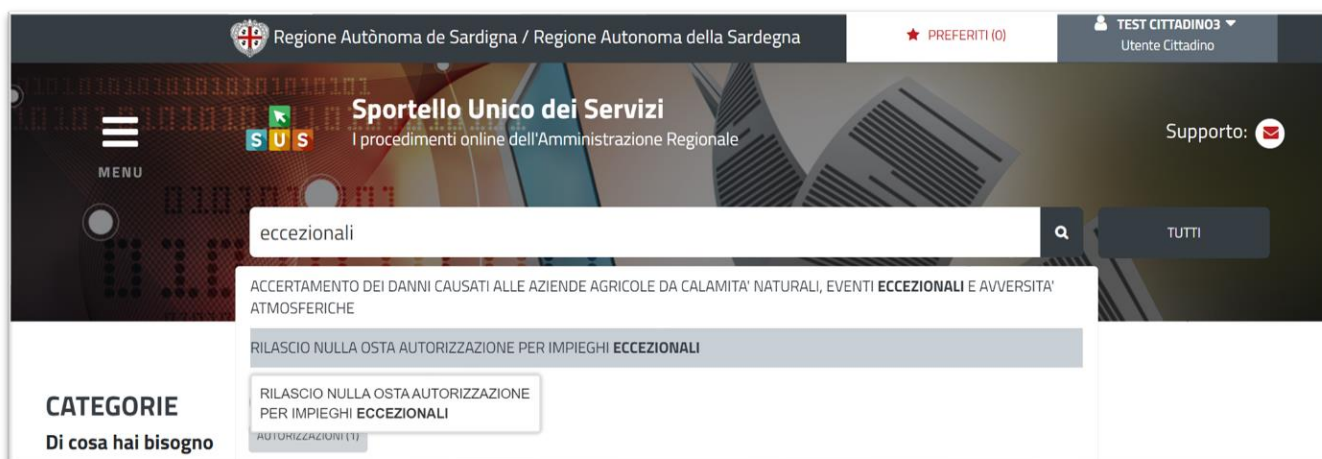 Regione Autònoma de Sardigna / Regione Autonoma della Sardegna
PREFERITI (0)
TEST CITTADINO3
Utente Cittadino
MENU
SUS
Sportello Unico dei Servizi
I procedimenti online dell'Amministrazione Regionale
Supporto:
eccezionali
TUTTI
ACCERTAMENTO DEI DANNI CAUSATI ALLE AZIENDE AGRICOLE DA CALAMITA' NATURALI, EVENTI ECCEZIONALI E AVVERSITA'
ATMOSFERICHE
RILASCIO NULLA OSTA AUTORIZZAZIONE PER IMPIEGHI ECCEZIONALI
RILASCIO NULLA OSTA AUTORIZZAZIONE
PER IMPIEGHI ECCEZIONALI
AUTORIZZAZIONI (1)
CATEGORIE
Di cosa hai bisogno